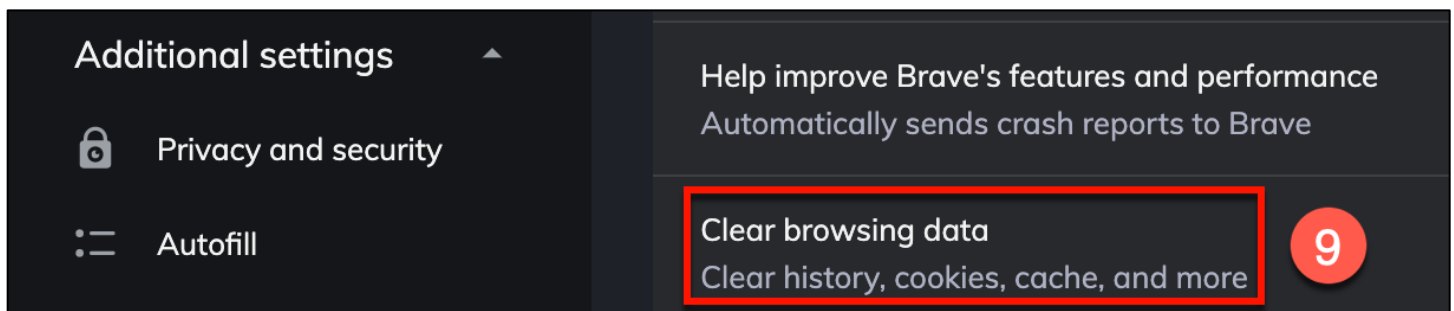 Additional settings
Privacy and security
Autofill
Help improve Brave's features and performance
Automatically sends crash reports to Brave
Clear browsing data
Clear history, cookies, cache, and more
9